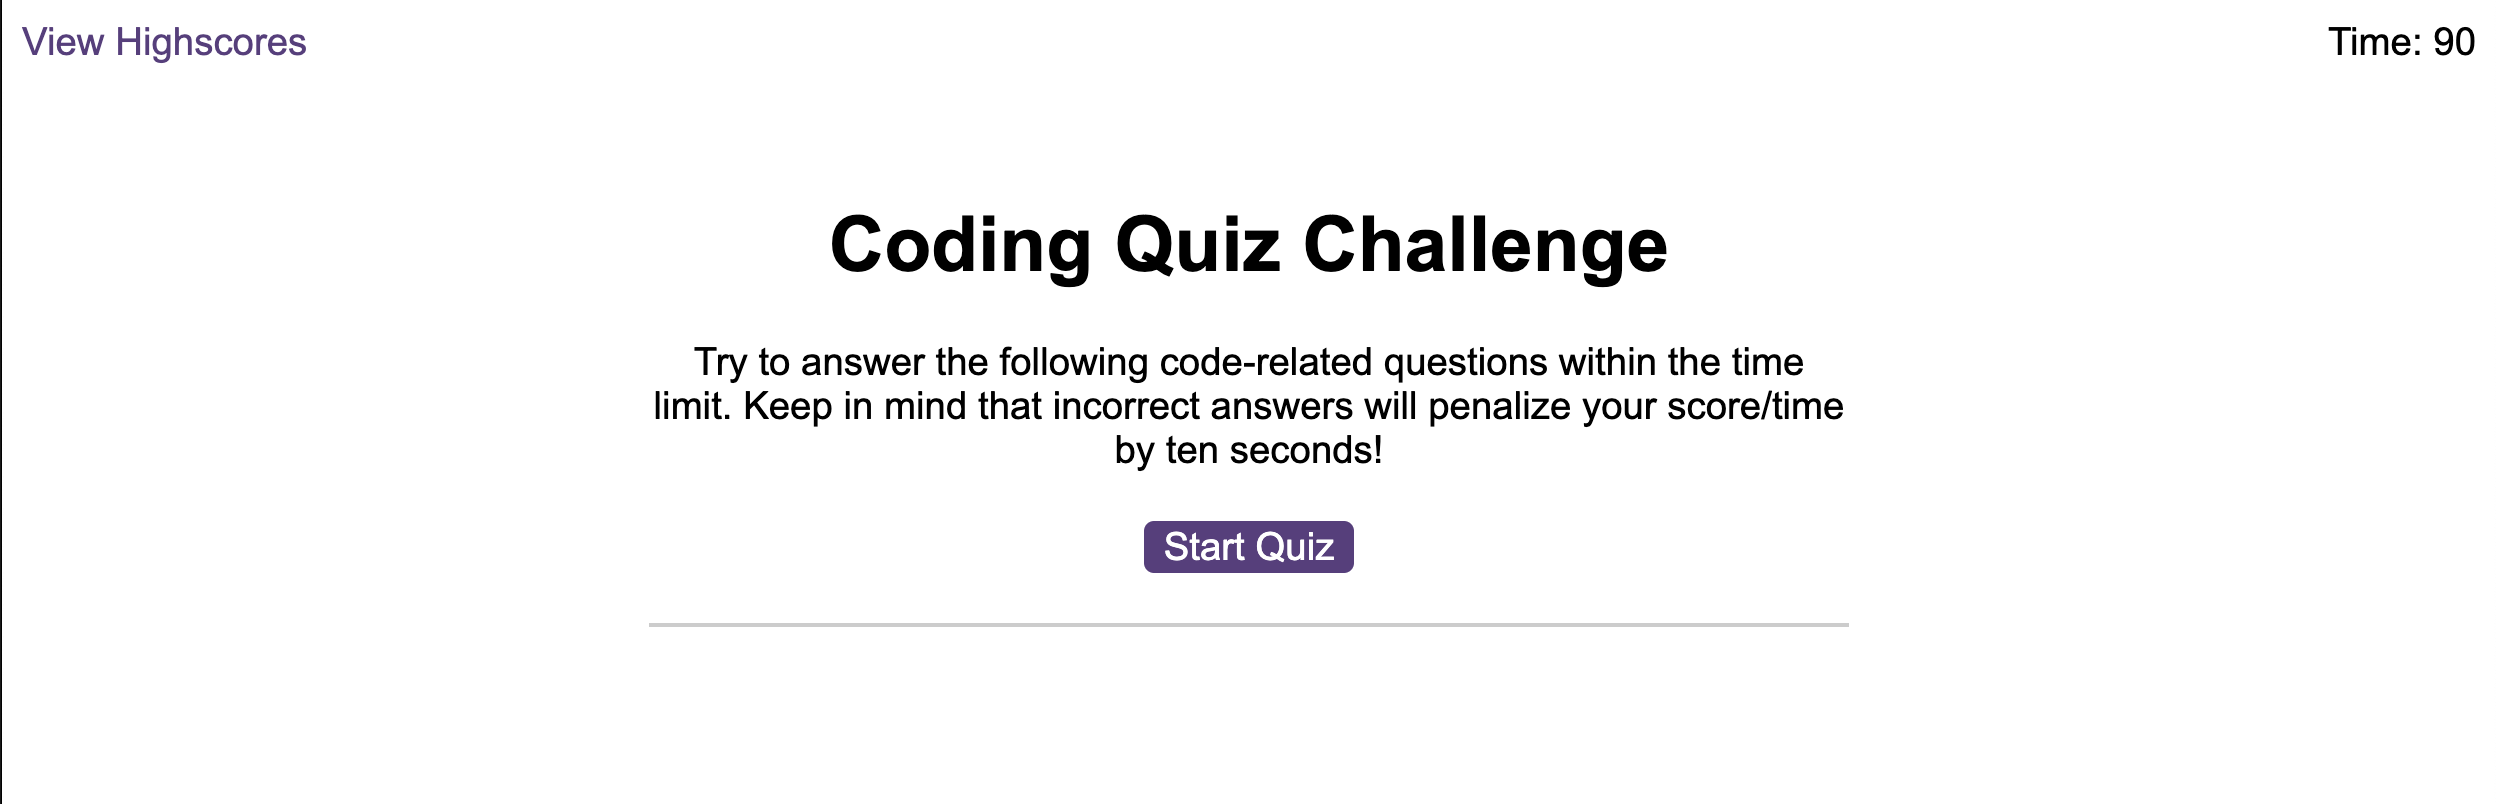 View Highscores
Time: 90
Coding Quiz Challenge
Try to answer the following code-related questions within the time
limit. Keep in mind that incorrect answers will penalize your score/time
by ten seconds!
Start Quiz